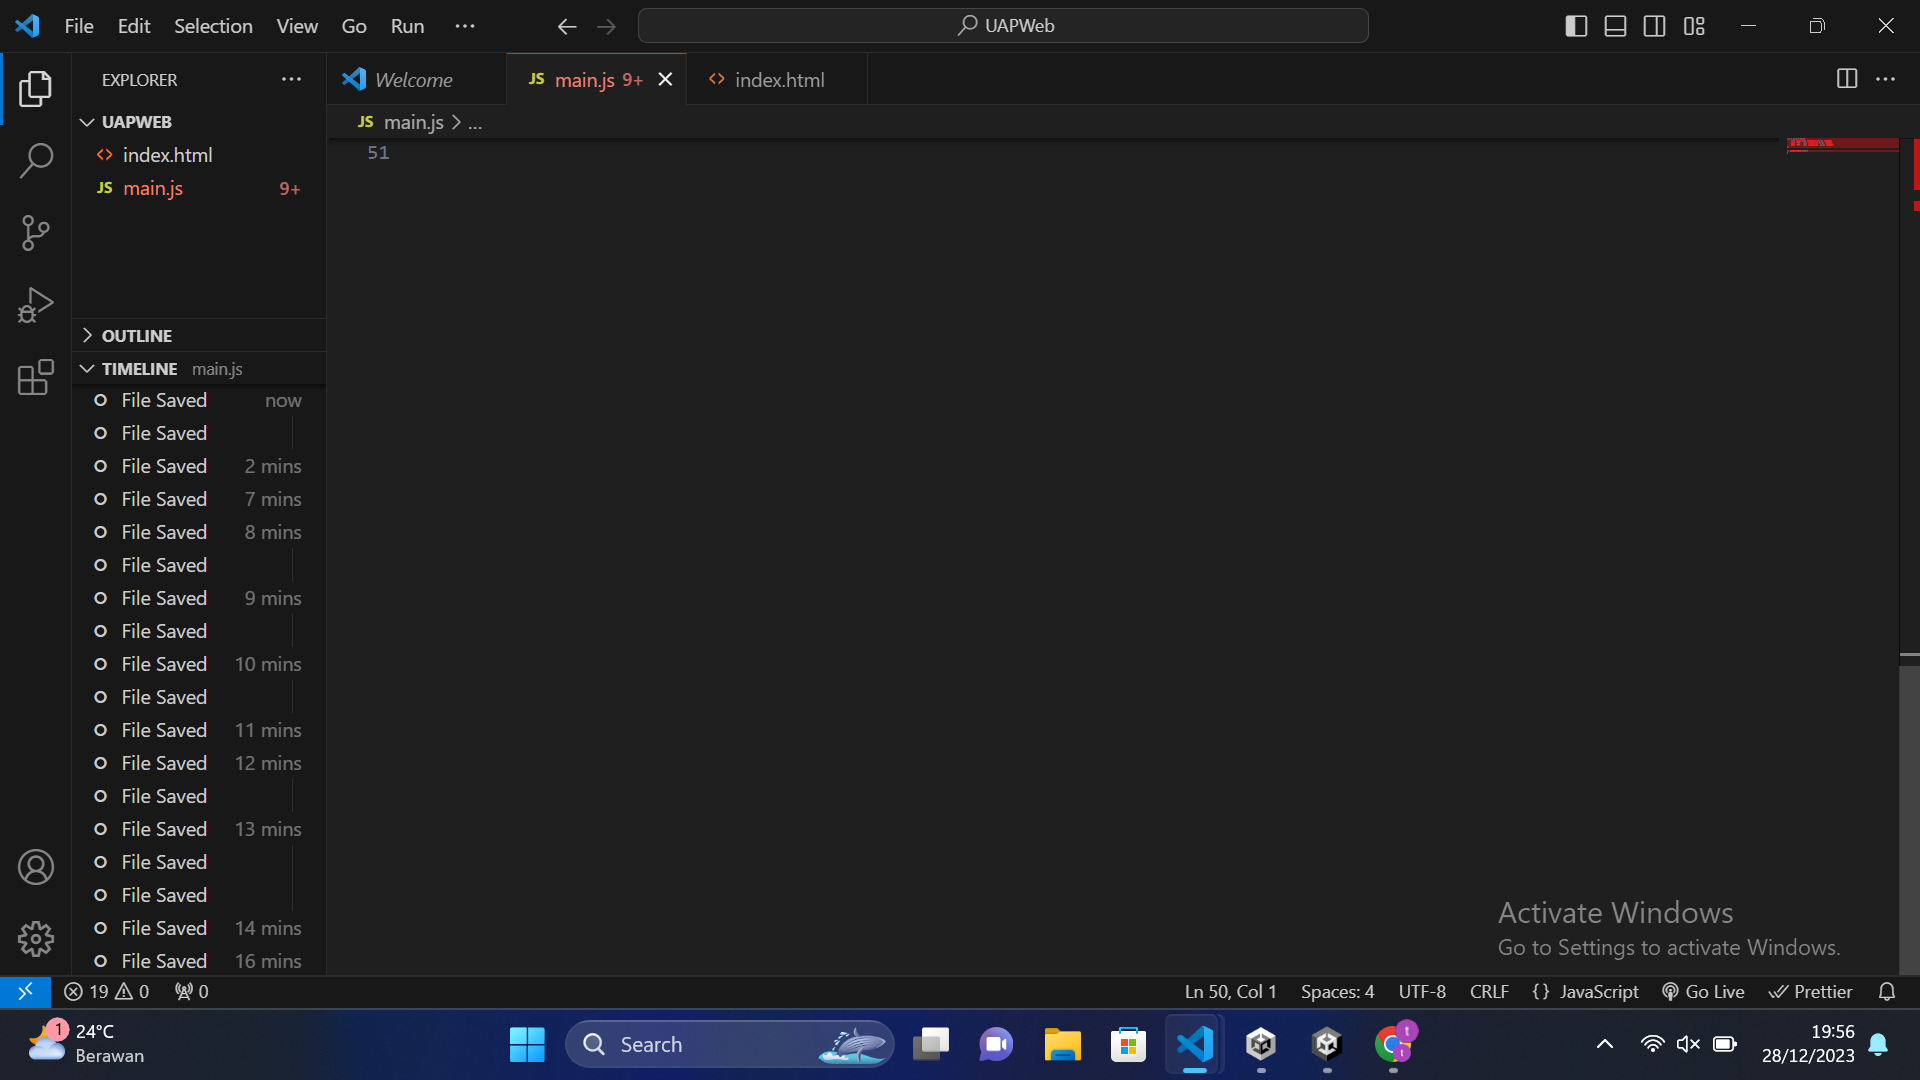 File Edit Selection View Go Run ···
UAPWeb
EXPLORER ···
UAPWEB
index.html
JS main.js 9+
OUTLINE
TIMELINE main.js
File Saved now
File Saved
File Saved 2 mins
File Saved 7 mins
File Saved 8 mins
File Saved
File Saved 9 mins
File Saved
File Saved 10 mins
File Saved
File Saved 11 mins
File Saved 12 mins
File Saved
File Saved 13 mins
File Saved
File Saved
File Saved 14 mins
File Saved 16 mins
Welcome
JS main.js 9+
index.html
JS main.js > ...
51
Activate Windows
Go to Settings to activate Windows.
19 0 0
Ln 50, Col 1 Spaces: 4 UTF-8 CRLF {} JavaScript Go Live Prettier
1
24°C
Berawan
Search
t
t
19:56
28/12/2023